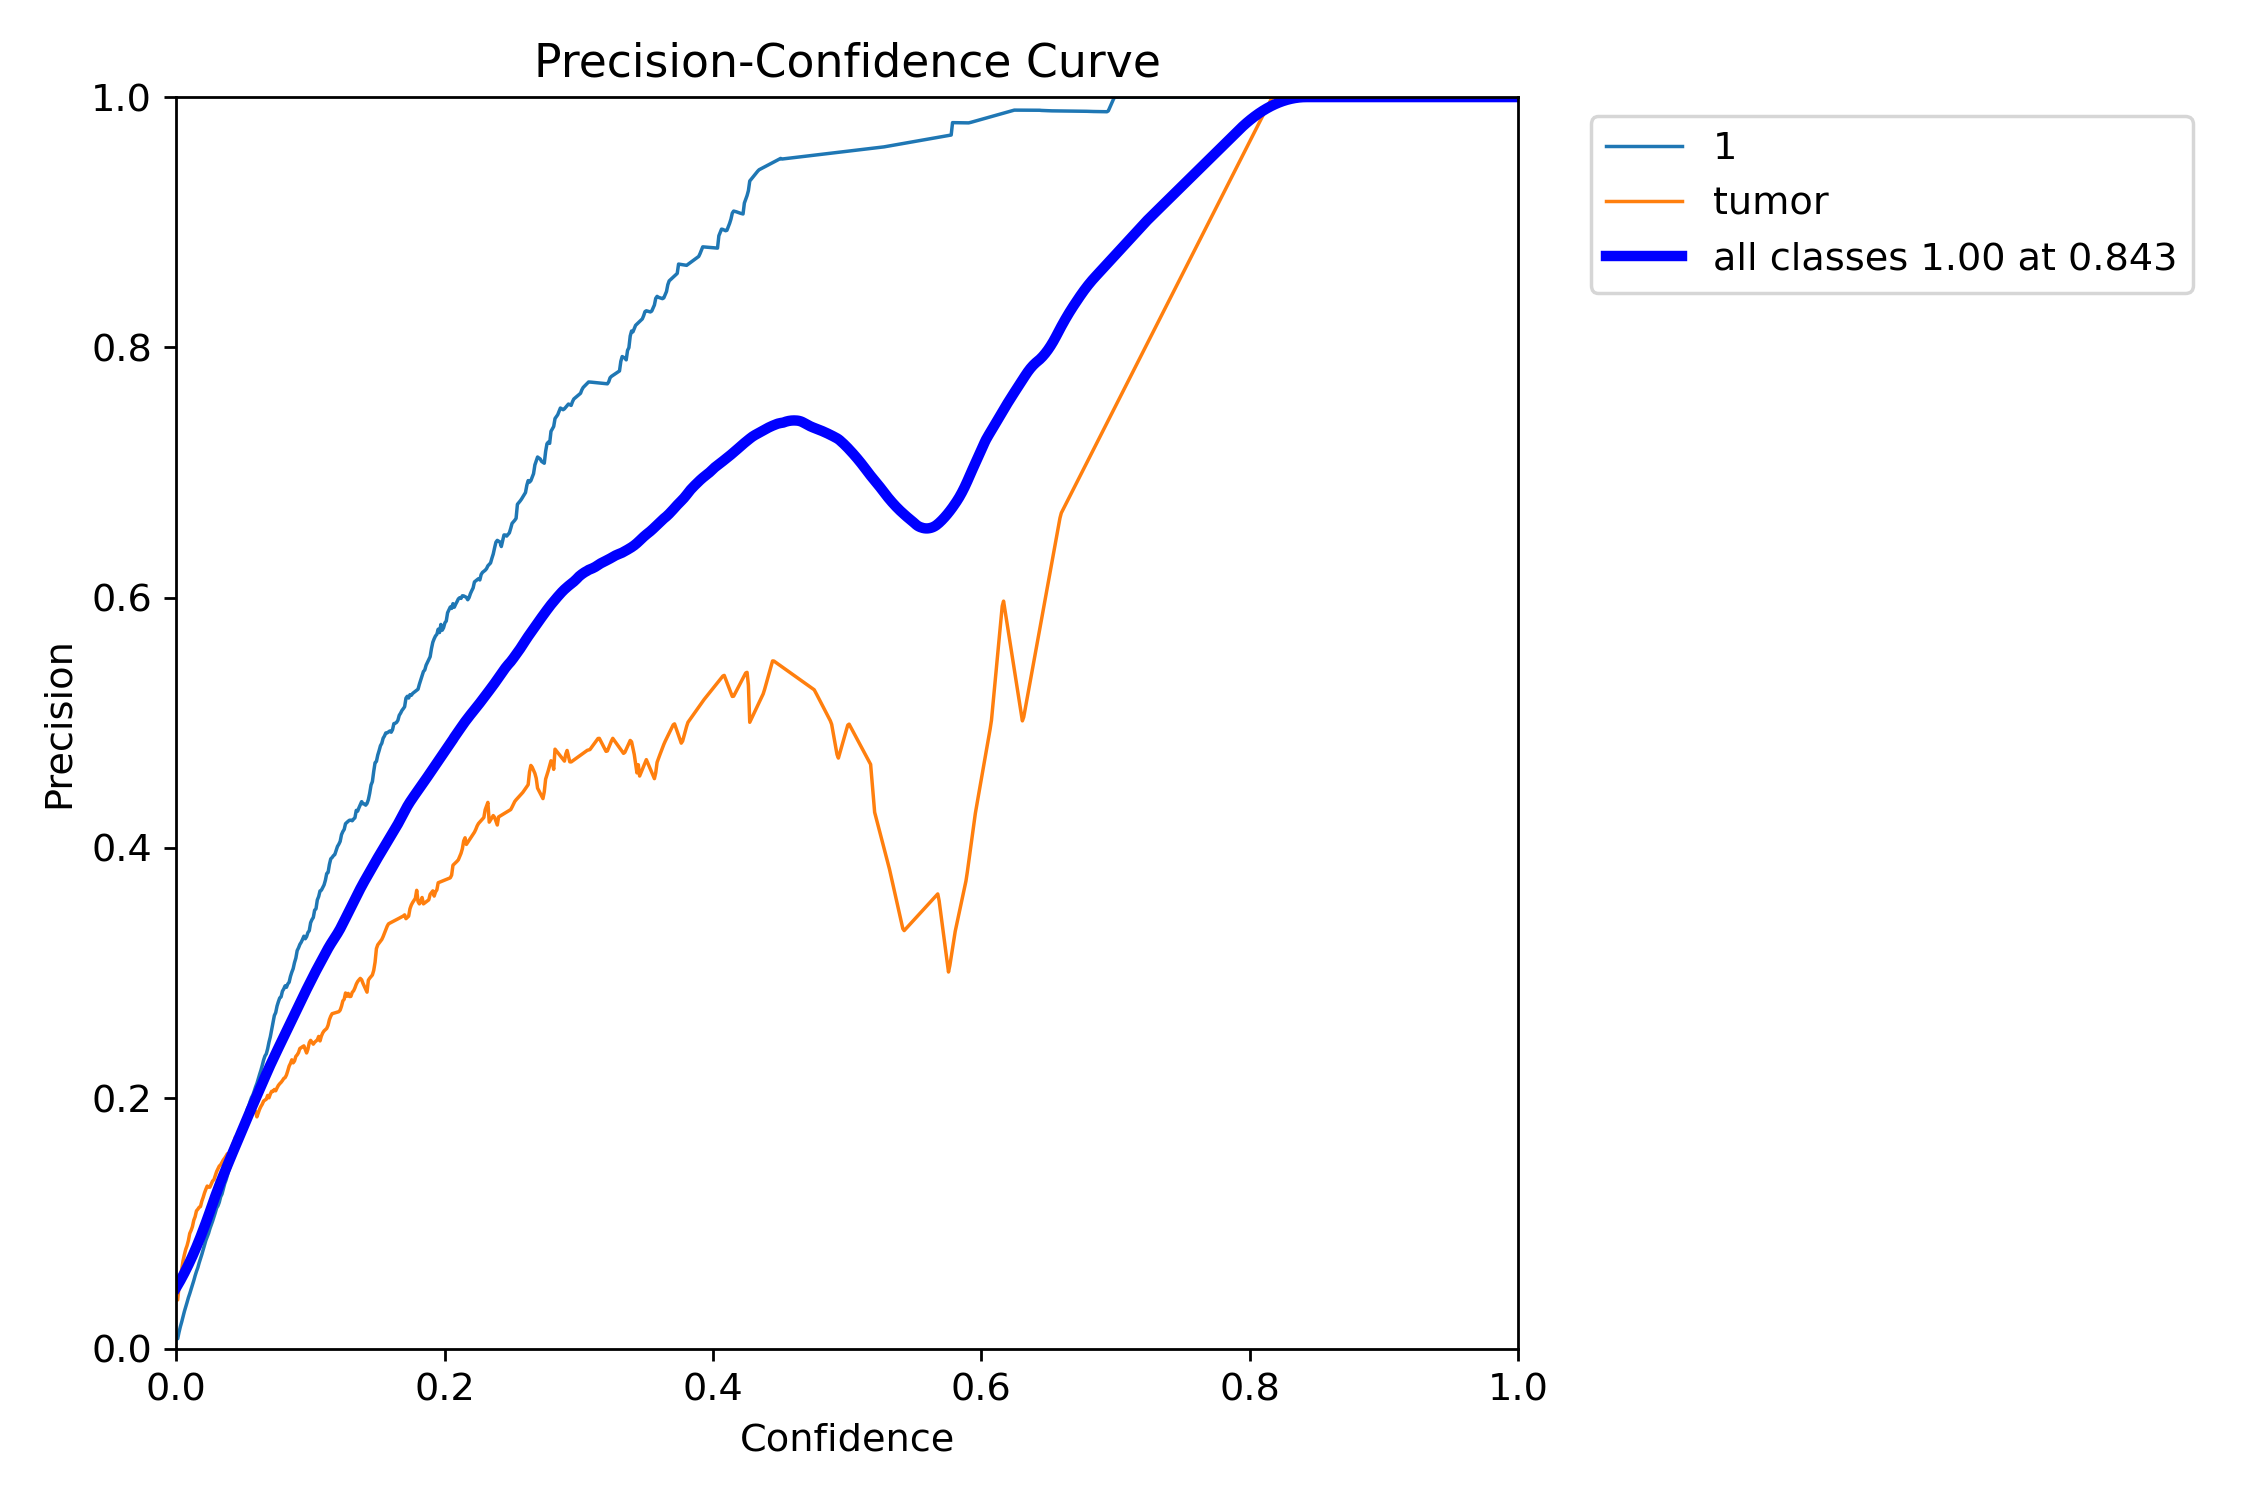 Precision-Confidence Curve
1.0
0.8
0.6
0.4
0.2
0.0
Precision
0.0 0.2 0.4 0.6 0.8 1.0
Confidence
1
tumor
all classes 1.00 at 0.843